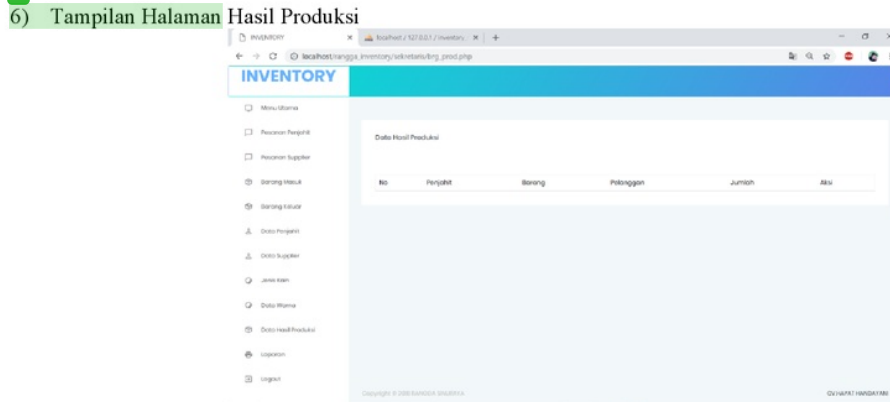 6) Tampilan Halaman Hasil Produksi
INVENTORY
localhost / 127.0.0.1 / inventory
localhost/rangga_inventory/sekretaris/brg_prod.php
INVENTORY
Menu Utama
Pesanan Penjahit
Pesanan Supplier
Barang Masuk
Barang Keluar
Data Penjahit
Data Supplier
Jenis Kain
Data Warna
Data Hasil Produksi
Laporan
Logout
Data Hasil Produksi
No Penjahit Barang Pelanggan Jumlah Aksi
Copyright ©